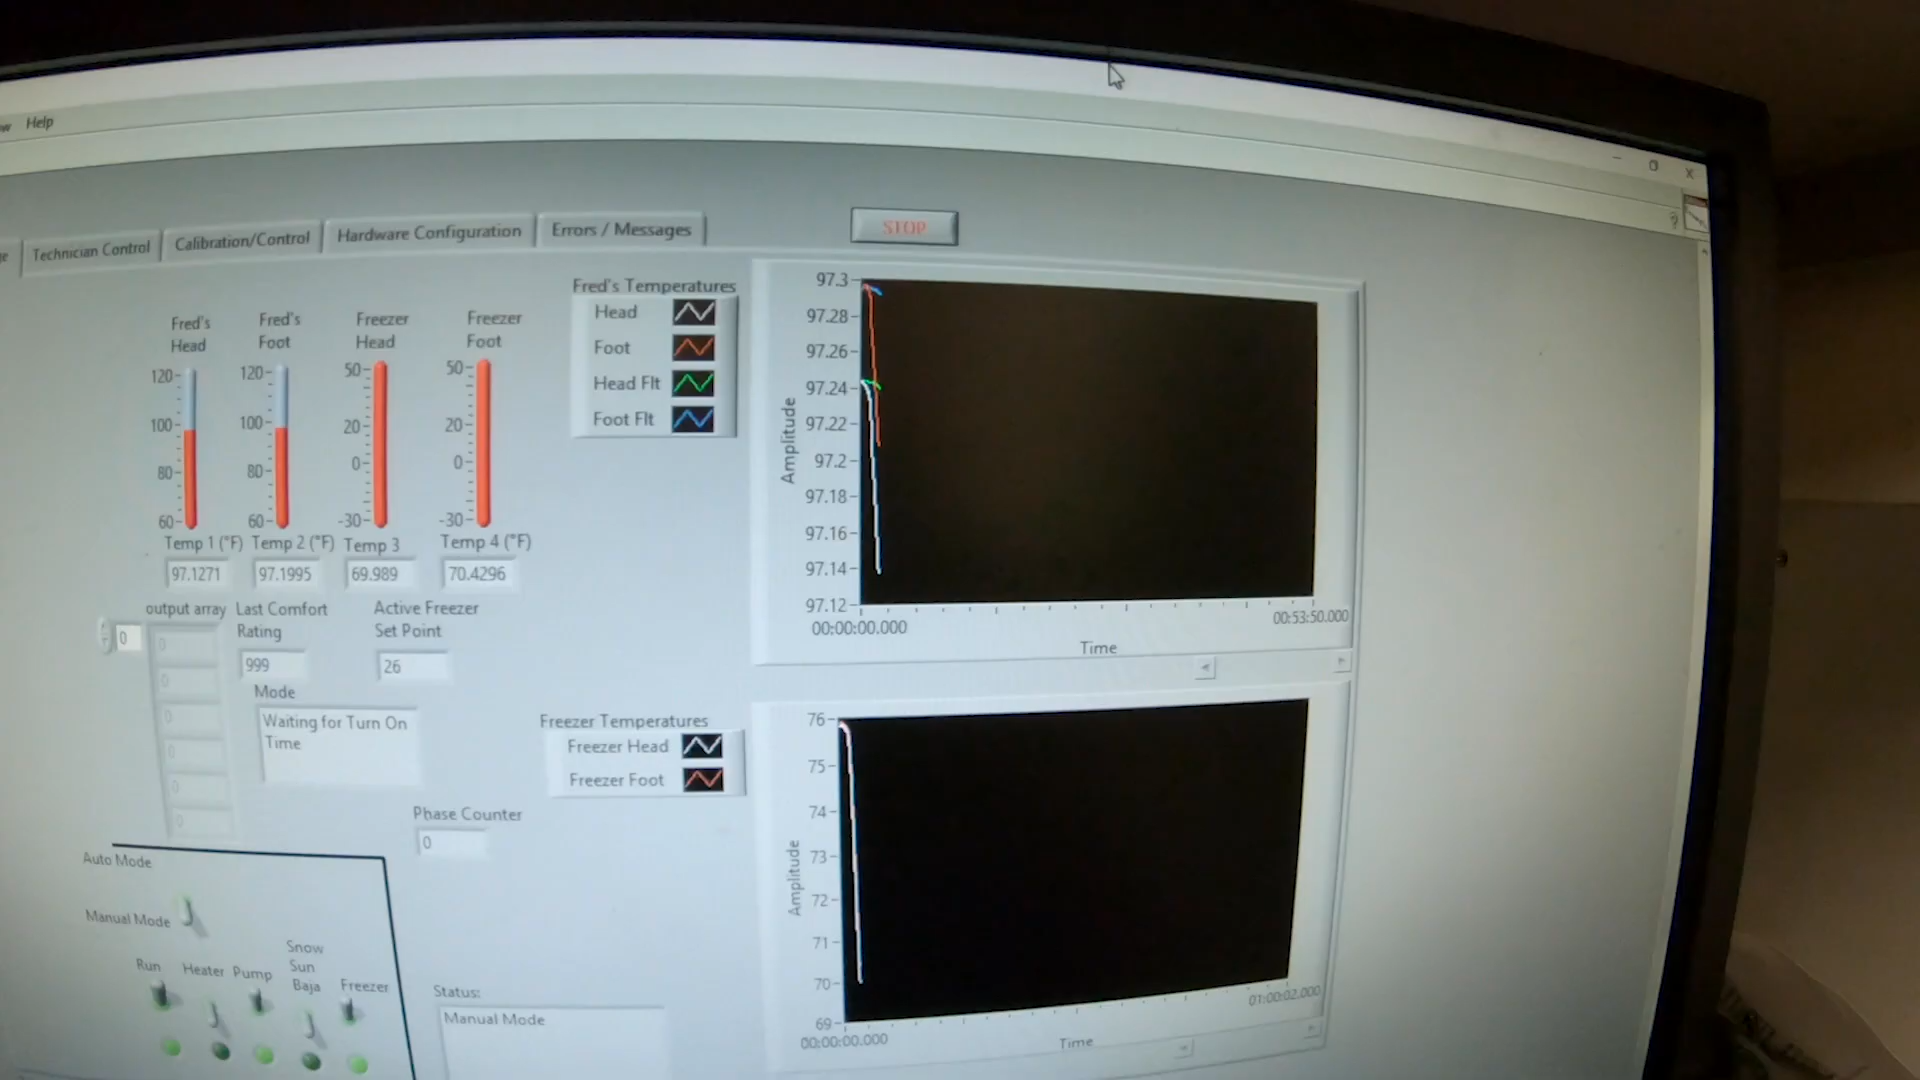 Help
Technician Control
Calibration/Control
Hardware Configuration
Errors / Messages
STOP
Fred's
Head
Fred's
Foot
Freezer
Head
Freezer
Foot
120
100
80
60
120
100
80
60
50
20
0
-30
50
20
0
-30
Temp 1 (°F)
Temp 2 (°F)
Temp 3
Temp 4 (°F)
97.1271
97.1995
69.989
70.4296
Fred's Temperatures
Head
Foot
Head Flt
Foot Flt
97.3
97.28
97.26
97.24
97.22
97.2
97.18
97.16
97.14
97.12
Amplitude
00:00:00.000
00:53:50.000
Time
output array
0
0
0
0
0
0
0
Last Comfort
Rating
999
Active Freezer
Set Point
26
Mode
Waiting for Turn On
Time
Phase Counter
0
Freezer Temperatures
Freezer Head
Freezer Foot
76
75
74
73
72
71
70
69
Amplitude
00:00:00.000
01:00:02.000
Time
Auto Mode
Manual Mode
Run
Heater
Pump
Snow
Sun
Baja
Freezer
Status:
Manual Mode